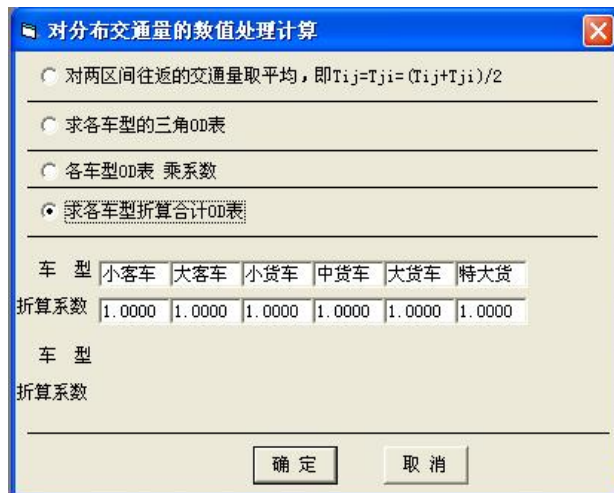 对分布交通量的数值处理计算
对两区间往返的交通量取平均，即Tij=Tji=(Tij+Tji)/2
求各车型的三角OD表
各车型OD表 乘系数
求各车型折算合计OD表
车 型 小客车 大客车 小货车 中货车 大货车 特大货
折算系数 1.0000 1.0000 1.0000 1.0000 1.0000 1.0000
车 型
折算系数
确 定 取 消